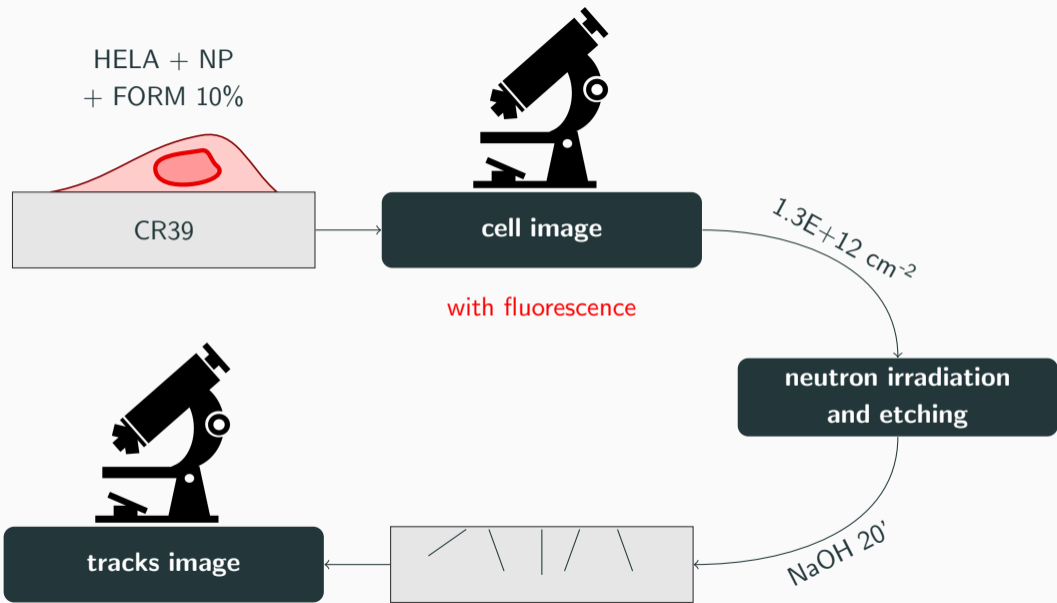 HELA + NP
+ FORM 10%
CR39
cell image
with fluorescence
1.3E+12 cm⁻²
neutron irradiation
and etching
NaOH 20'
tracks image